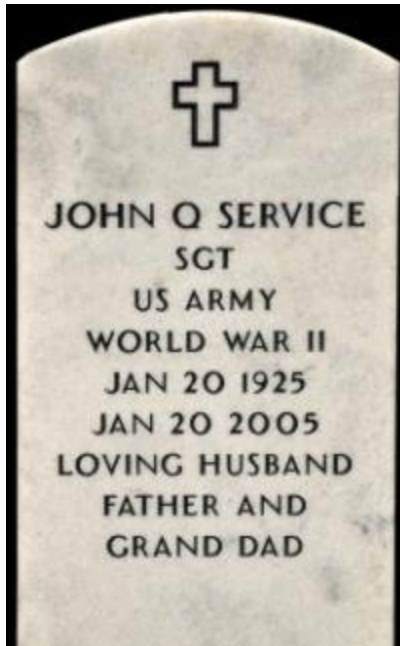 JOHN Q SERVICE
SGT
US ARMY
WORLD WAR II
JAN 20 1925
JAN 20 2005
LOVING HUSBAND
FATHER AND
GRAND DAD